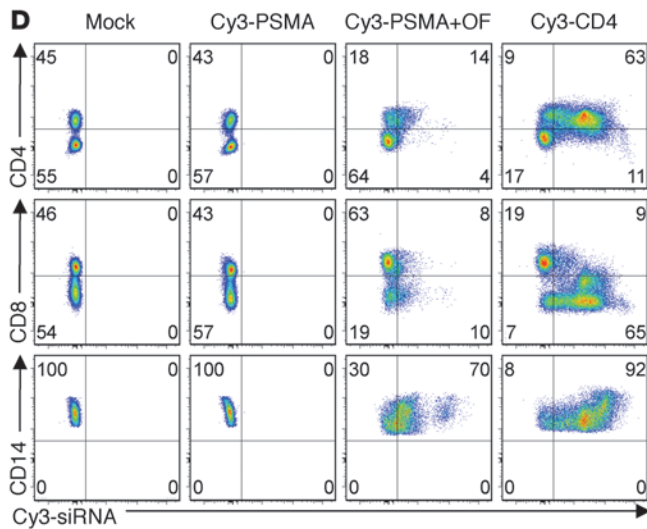 D Mock Cy3-PSMA Cy3-PSMA+OF Cy3-CD4
45 0 43 0 18 14 9 63
CD4
55 0 57 0 64 4 17 11
46 0 43 0 63 8 19 9
CD8
54 0 57 0 19 10 7 65
100 0 100 0 30 70 8 92
CD14
0 0 0 0 0 0 0 0
Cy3-siRNA